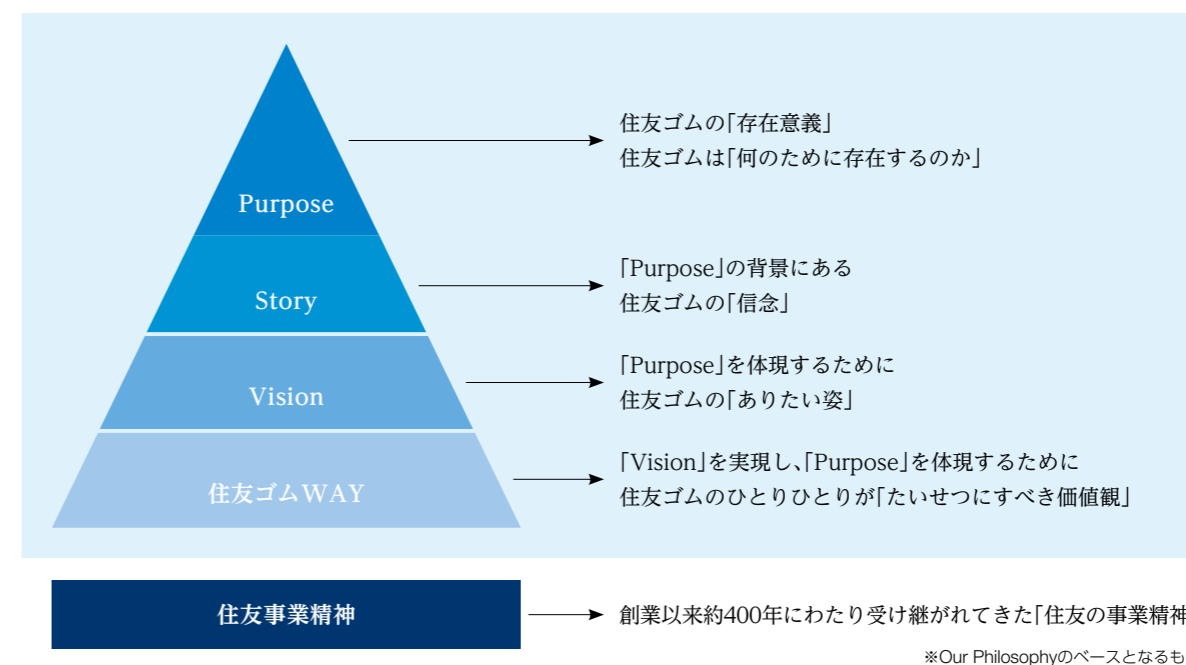 Purpose
住友ゴムの「存在意義」
住友ゴムは「何のために存在するのか」
Story
「Purpose」の背景にある
住友ゴムの「信念」
Vision
「Purpose」を体現するために
住友ゴムの「ありたい姿」
住友ゴムWAY
「Vision」を実現し、「Purpose」を体現するために
住友ゴムのひとりひとりが「たいせつにすべき価値観」
住友事業精神
創業以来約400年にわたり受け継がれてきた「住友の事業精神
※Our Philosophyのベースとなるも